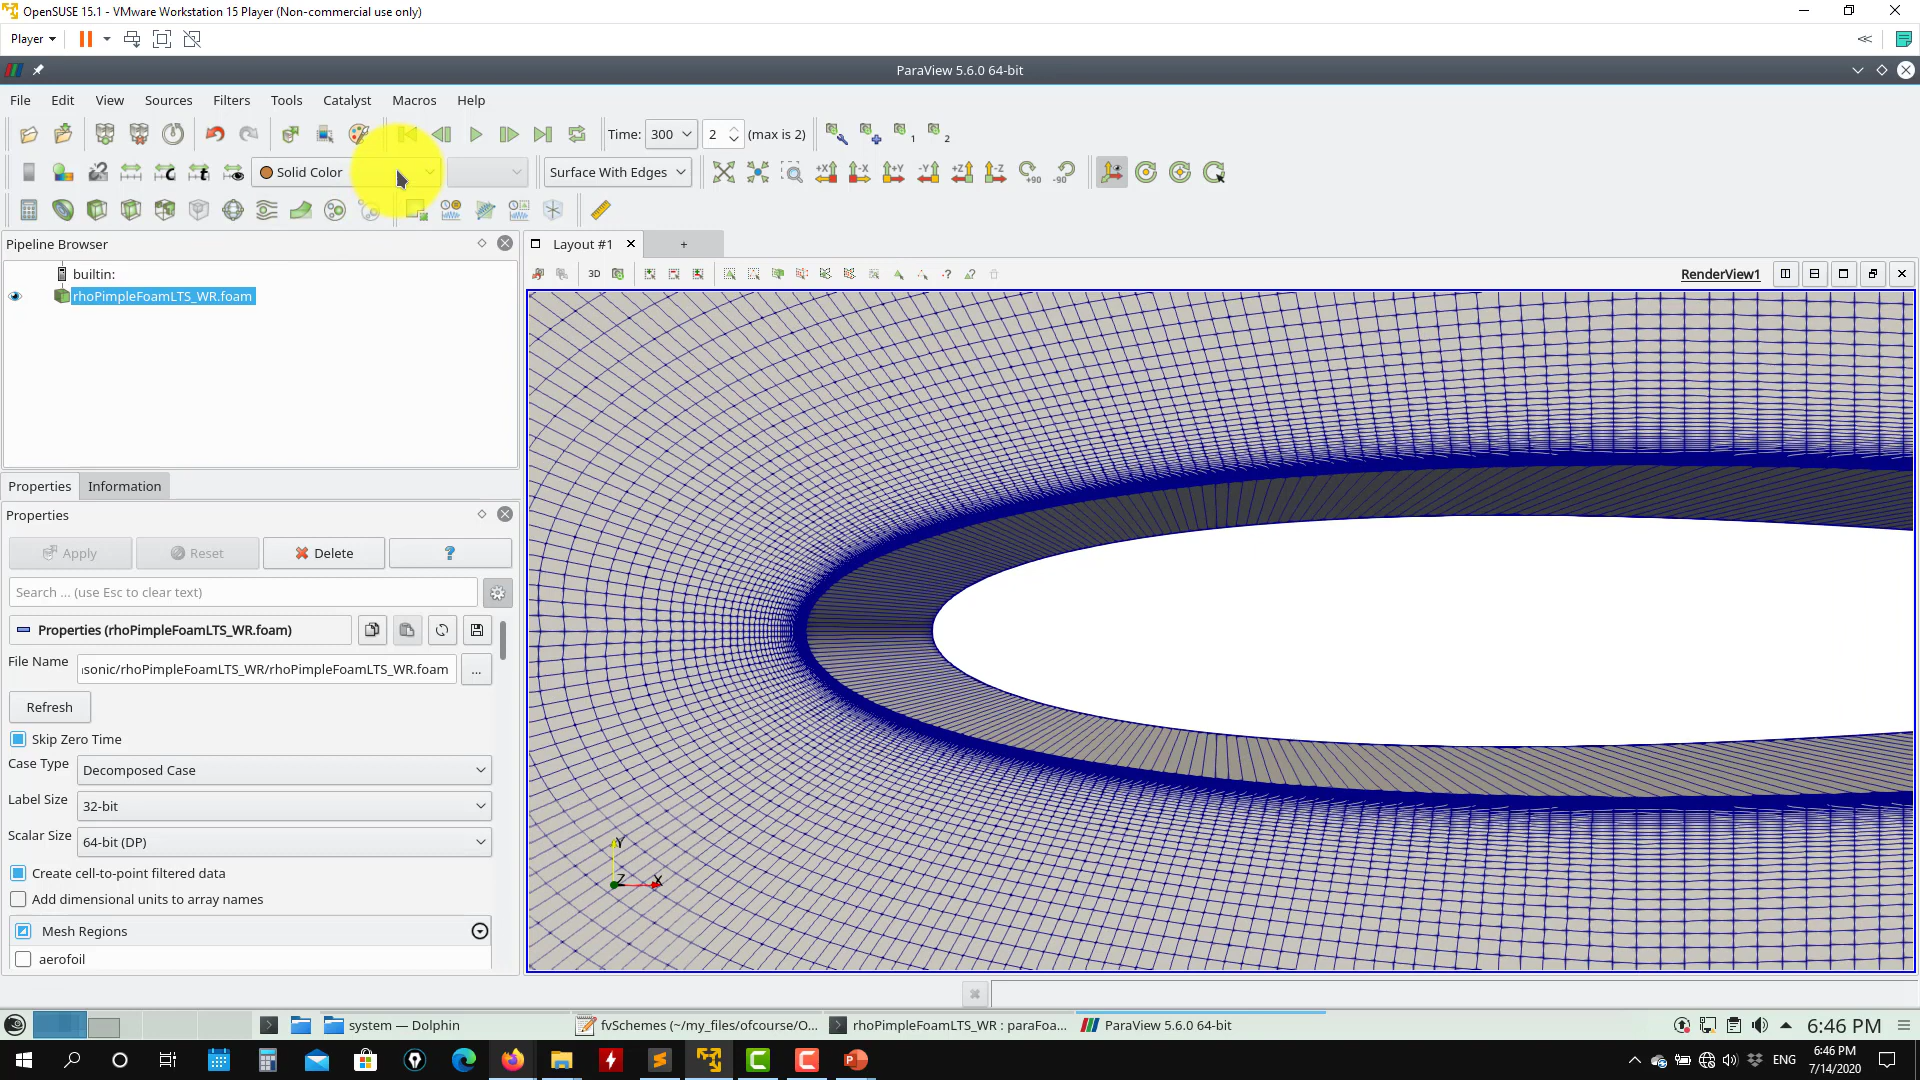 OpenSUSE 15.1 - VMware Workstation 15 Player (Non-commercial use only)
Player
ParaView 5.6.0 64-bit
File Edit View Sources Filters Tools Catalyst Macros Help
Time: 300 2 (max is 2) 1 2
Solid Color Surface With Edges +X -X +Y -Y +Z -Z +90 -90
Pipeline Browser
Layout #1 +
builtin:
3D RenderView1
rhoPimpleFoamLTS_WR.foam
Properties Information
Properties
Apply Reset Delete ?
Search ... (use Esc to clear text)
Properties (rhoPimpleFoamLTS_WR.foam)
File Name sonic/rhoPimpleFoamLTS_WR/rhoPimpleFoamLTS_WR.foam ...
Refresh
Skip Zero Time
Case Type Decomposed Case
Label Size 32-bit
Scalar Size 64-bit (DP)
Create cell-to-point filtered data
Add dimensional units to array names
Mesh Regions
aerofoil
Y
Z X
system — Dolphin fvSchemes (~/my_files/ofcourse/O... rhoPimpleFoamLTS_WR : paraFoa... ParaView 5.6.0 64-bit 6:46 PM
ENG 6:46 PM
7/14/2020